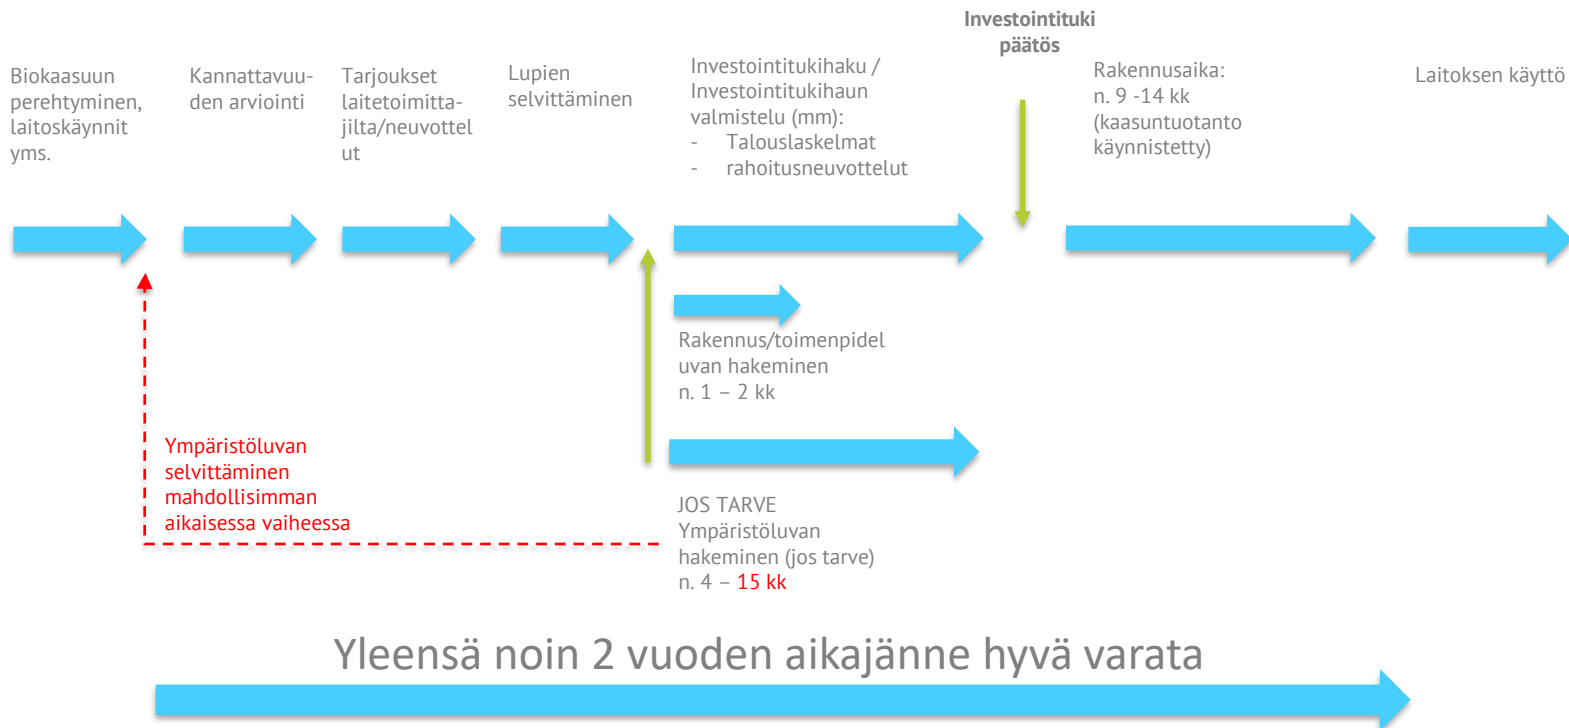 Biokaasuun
perehtyminen,
laitoskäynnit
yms.
Kannattavuu-
den arviointi
Tarjoukset
laitetoimitta-
jilta/neuvottel
ut
Lupien
selvittäminen
Investointitukihaku /
Investointitukihaun
valmistelu (mm):
- Talouslaskelmat
- rahoitusneuvottelut
Investointituki
päätös
Rakennusaika:
n. 9 -14 kk
(kaasuntuotanto
käynnistetty)
Laitoksen käyttö
Rakennus/toimenpidel
uvan hakeminen
n. 1 – 2 kk
Ympäristöluvan
selvittäminen
mahdollisimman
aikaisessa vaiheessa
JOS TARVE
Ympäristöluvan
hakeminen (jos tarve)
n. 4 – 15 kk
Yleensä noin 2 vuoden aikajänne hyvä varata